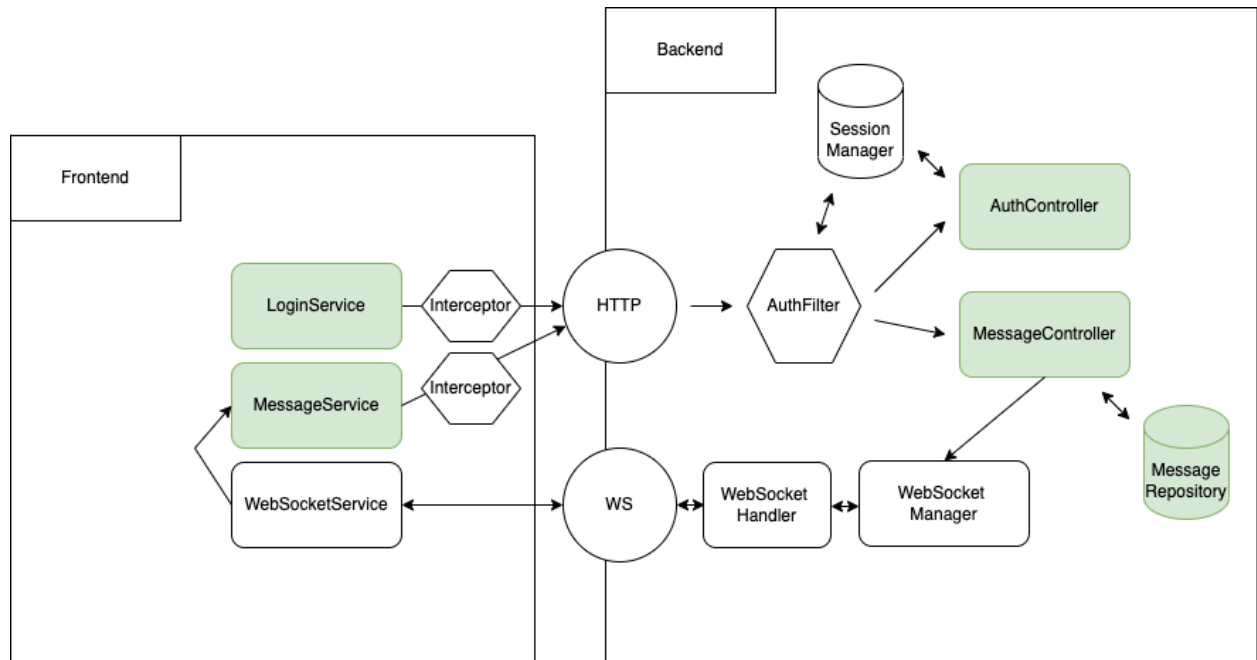 Backend
Session
Manager
Frontend
AuthController
LoginService
Interceptor
HTTP
AuthFilter
MessageController
MessageService
Interceptor
Message
Repository
WebSocketService
WS
WebSocket
Handler
WebSocket
Manager